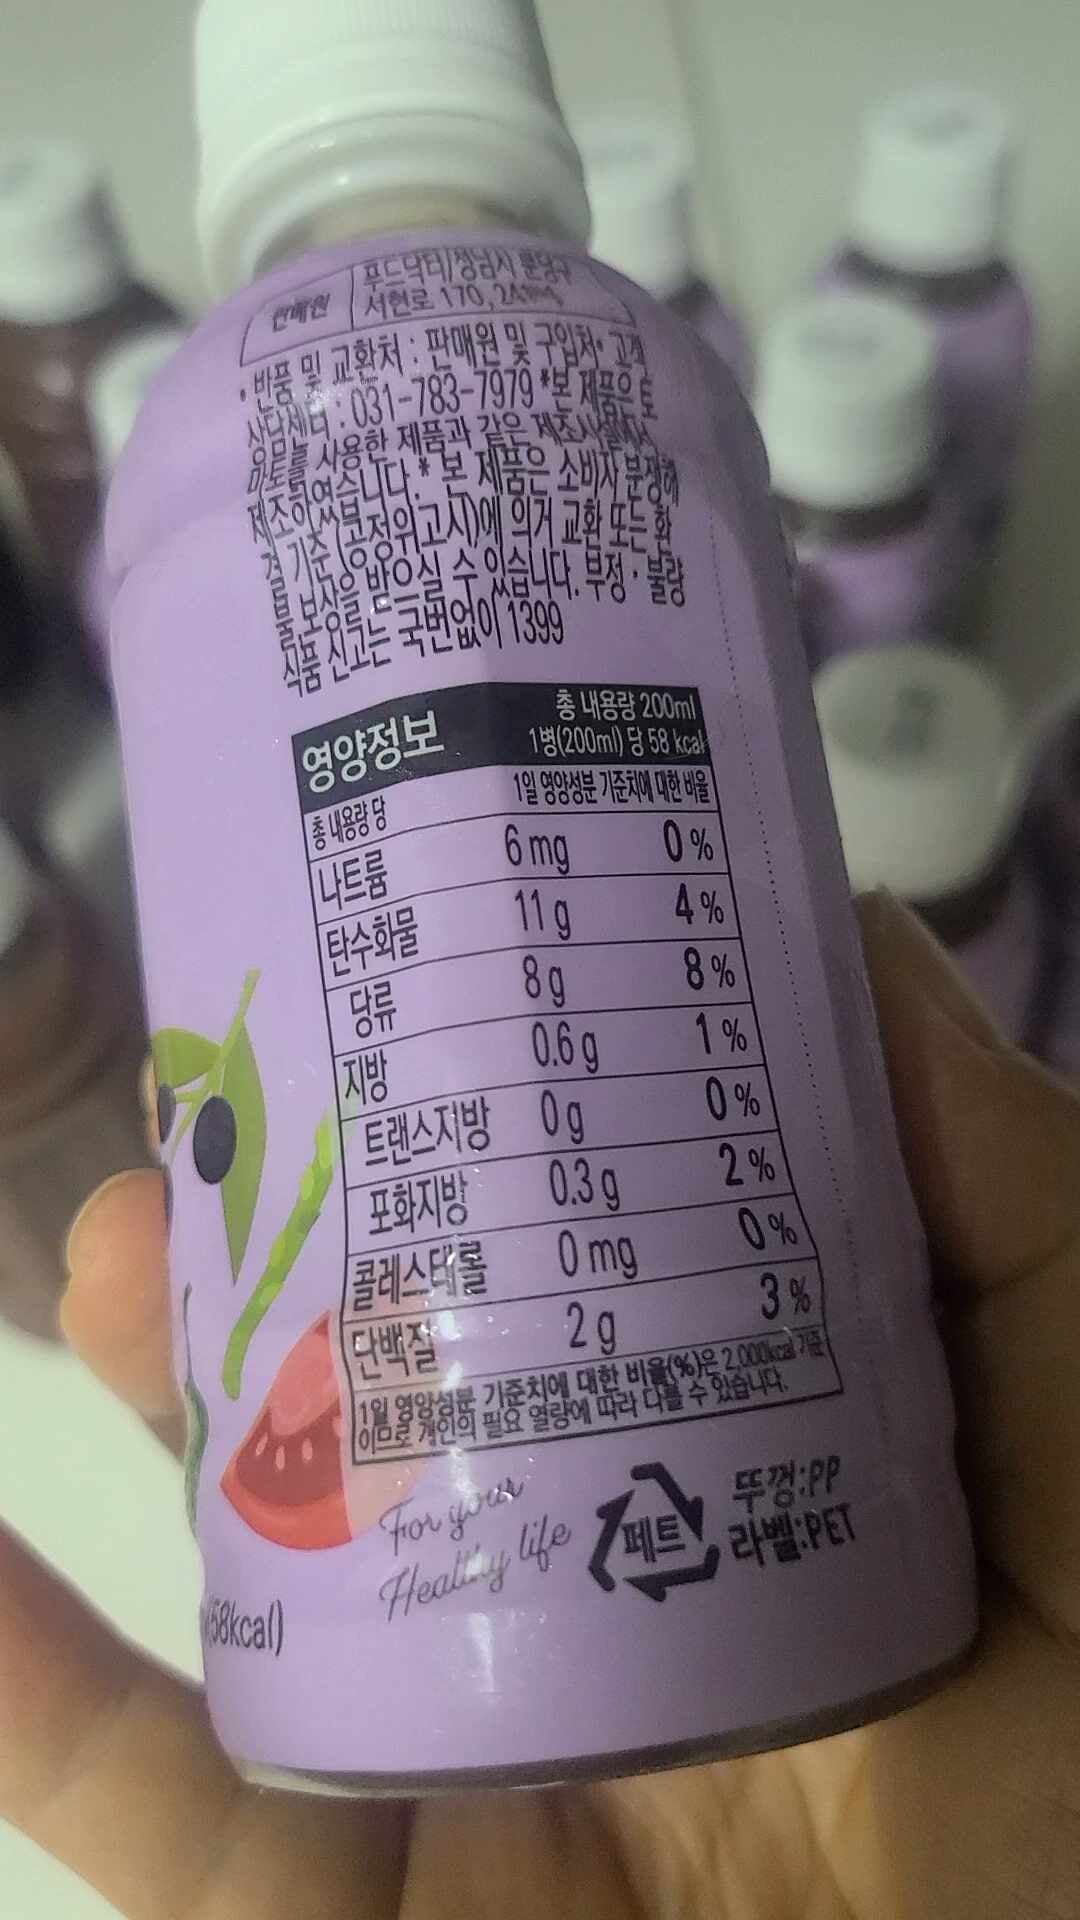 판매원
푸드닥터/성남시 분당구
서현로 170,
• 반품 및 교환처 : 판매원 및 구입처• 고객
상담센터 : 031-783-7979 *본 제품은 토
마토를 사용한 제품과 같은 제조시설에서
제조하였습니다.* 본 제품은 소비자 분쟁해
결 기준 (공정위고시)에 의거 교환 또는 환
불, 보상을 받으실 수 있습니다. 부정•불량
식품 신고는 국번없이 1399
영양정보
총 내용량 200ml
1병(200ml) 당 58 kcal
총 내용량 당 1일 영양성분 기준치에 대한 비율
나트륨 6 mg 0 %
탄수화물 11 g 4 %
당류 8 g 8 %
지방 0.6 g 1 %
트랜스지방 0 g 0 %
포화지방 0.3 g 2 %
콜레스테롤 0 mg 0 %
단백질 2 g 3 %
1일 영양성분 기준치에 대한 비율(%)은 2,000kcal 기준
이므로 개인의 필요 열량에 따라 다를 수 있습니다.
For your
Healthy life
페트
뚜껑:PP
라벨:PET
(58kcal)